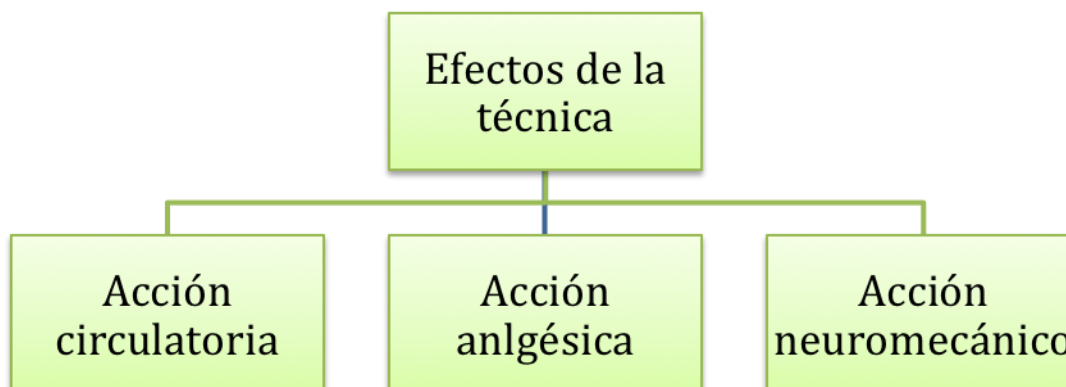 Efectos de la
técnica
Acción
circulatoria
Acción
anlgésica
Acción
neuromecánico